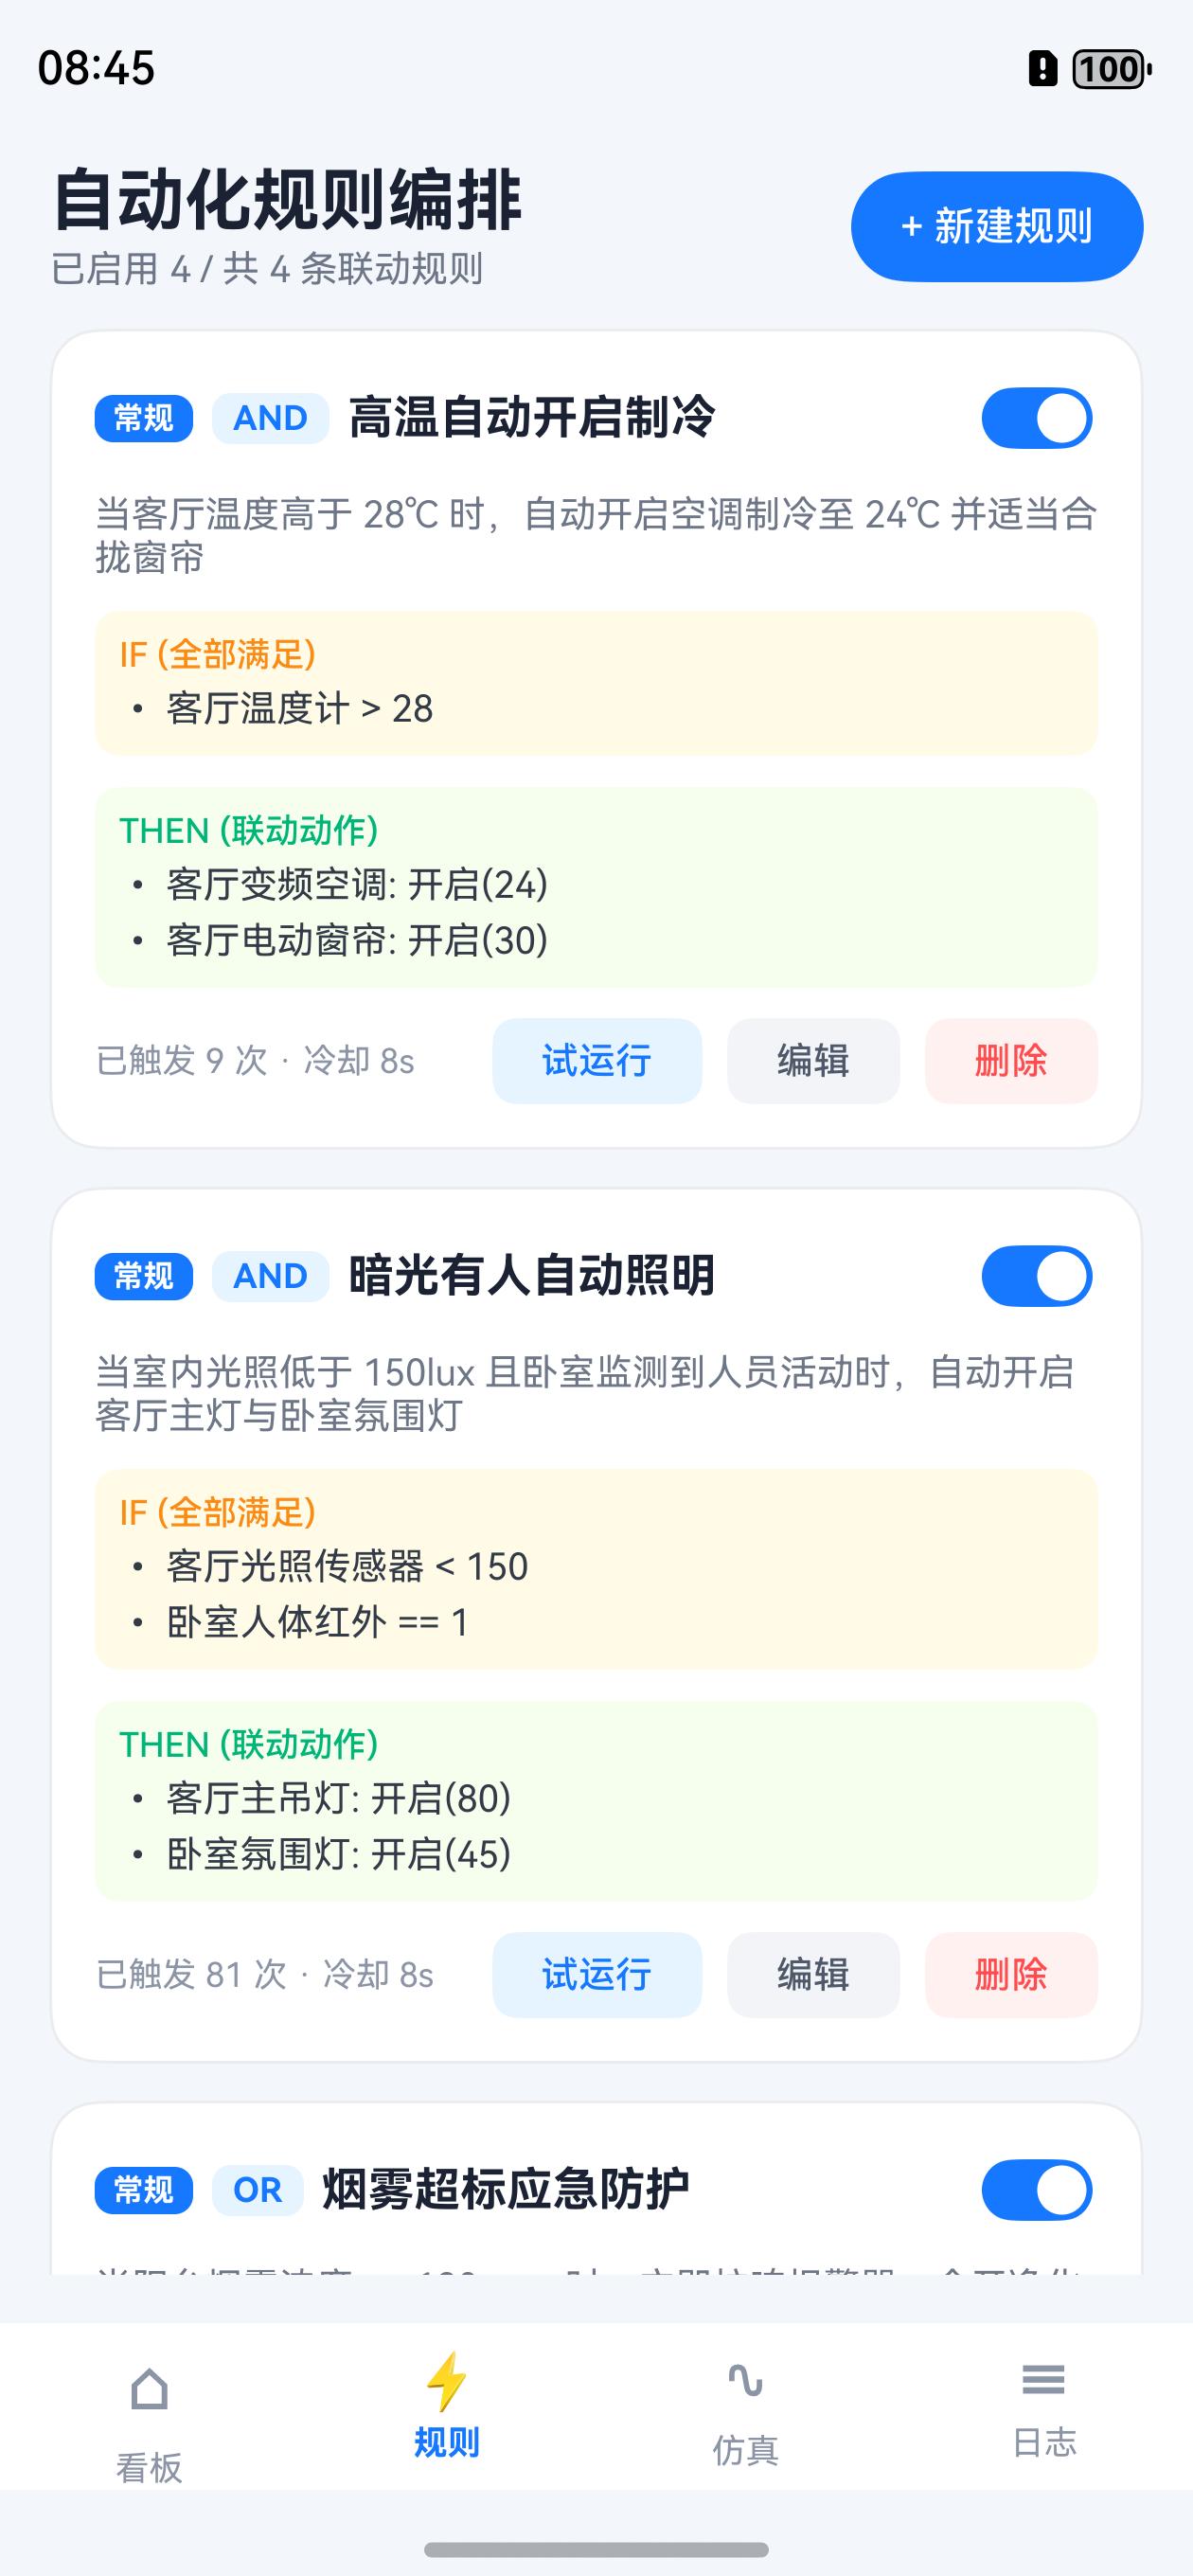 08:45
100
自动化规则编排
已启用 4 / 共 4 条联动规则
+ 新建规则
常规 AND 高温自动开启制冷
当客厅温度高于 28℃ 时，自动开启空调制冷至 24℃ 并适当合
拢窗帘
IF (全部满足)
• 客厅温度计 > 28
THEN (联动动作)
• 客厅变频空调: 开启(24)
• 客厅电动窗帘: 开启(30)
已触发 9 次 · 冷却 8s 试运行 编辑 删除
常规 AND 暗光有人自动照明
当室内光照低于 150lux 且卧室监测到人员活动时，自动开启
客厅主灯与卧室氛围灯
IF (全部满足)
• 客厅光照传感器 < 150
• 卧室人体红外 == 1
THEN (联动动作)
• 客厅主吊灯: 开启(80)
• 卧室氛围灯: 开启(45)
已触发 81 次 · 冷却 8s 试运行 编辑 删除
常规 OR 烟雾超标应急防护
看板 规则 仿真 日志